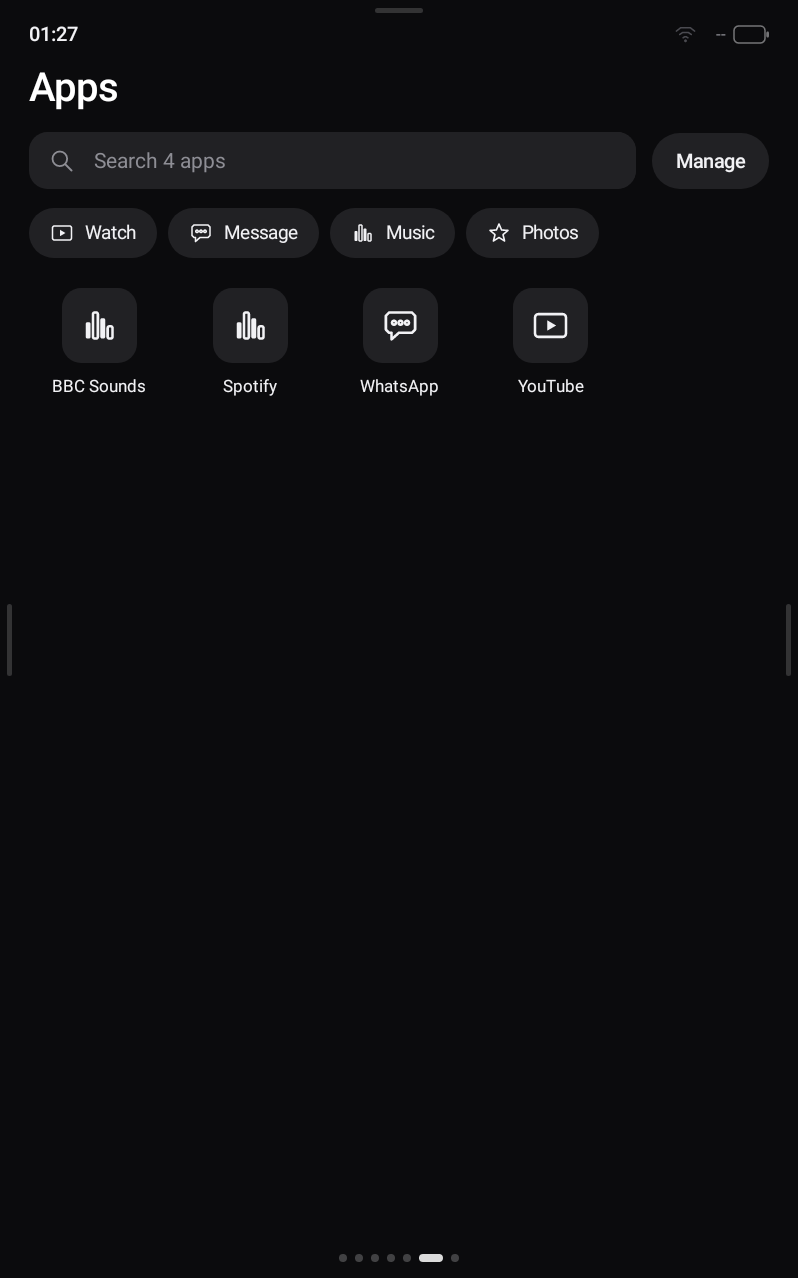 01:27
--
Apps
Search 4 apps
Manage
Watch
Message
Music
Photos
BBC Sounds
Spotify
WhatsApp
YouTube